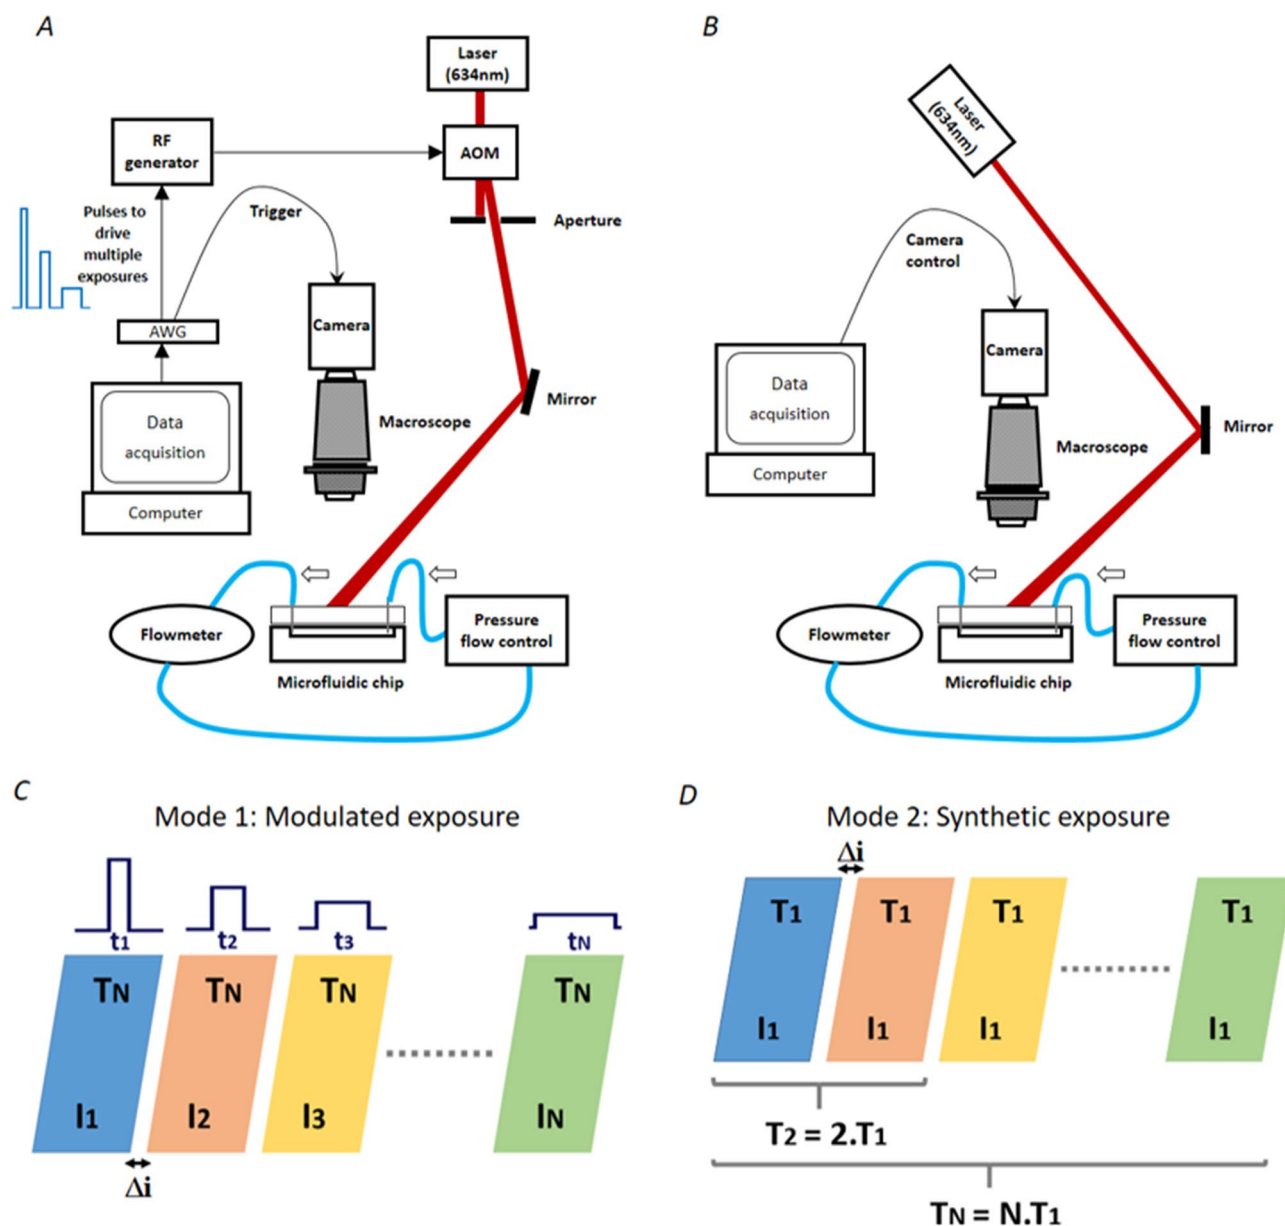 A
Laser
(634nm)
RF
generator
AOM
Pulses to
drive
multiple
exposures
Trigger
Aperture
AWG
Camera
Mirror
Data
acquisition
Macroscope
Computer
Flowmeter
Pressure
flow control
Microfluidic chip
B
Laser
(634nm)
Camera
control
Camera
Data
acquisition
Mirror
Macroscope
Computer
Flowmeter
Pressure
flow control
Microfluidic chip
C
Mode 1: Modulated exposure
t1 t2 t3 tN
TN TN TN TN
I1 I2 I3 IN
Δi
D
Mode 2: Synthetic exposure
Δi
T1 T1 T1 T1
I1 I1 I1 I1
T2 = 2.T1
TN = N.T1